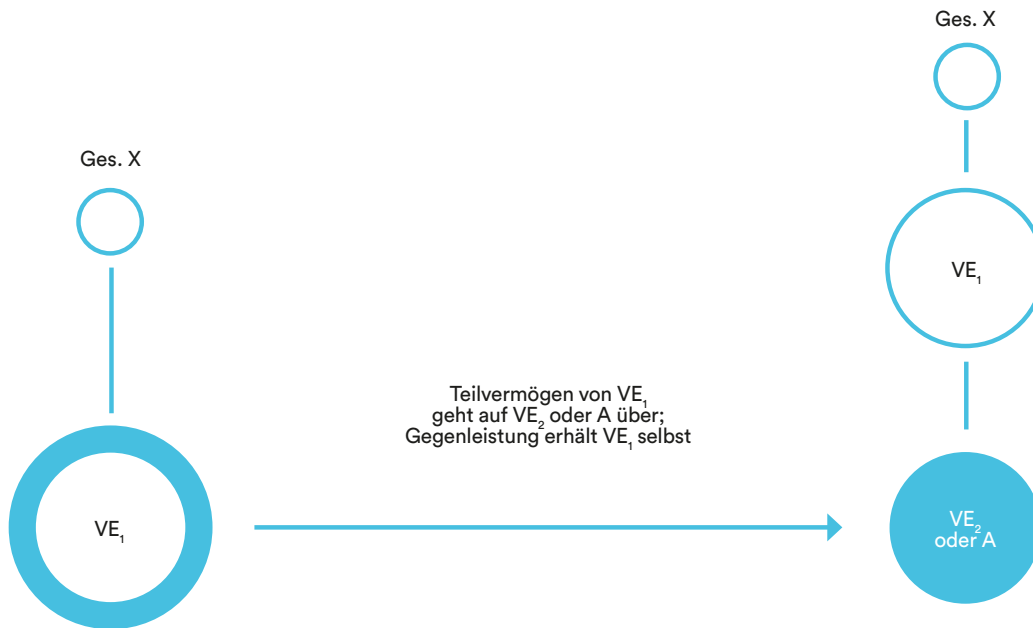 Ges. X
VE₁
Teilvermögen von VE₁
geht auf VE₂ oder A über;
Gegenleistung erhält VE₁ selbst
Ges. X
VE₁
VE₂
oder A